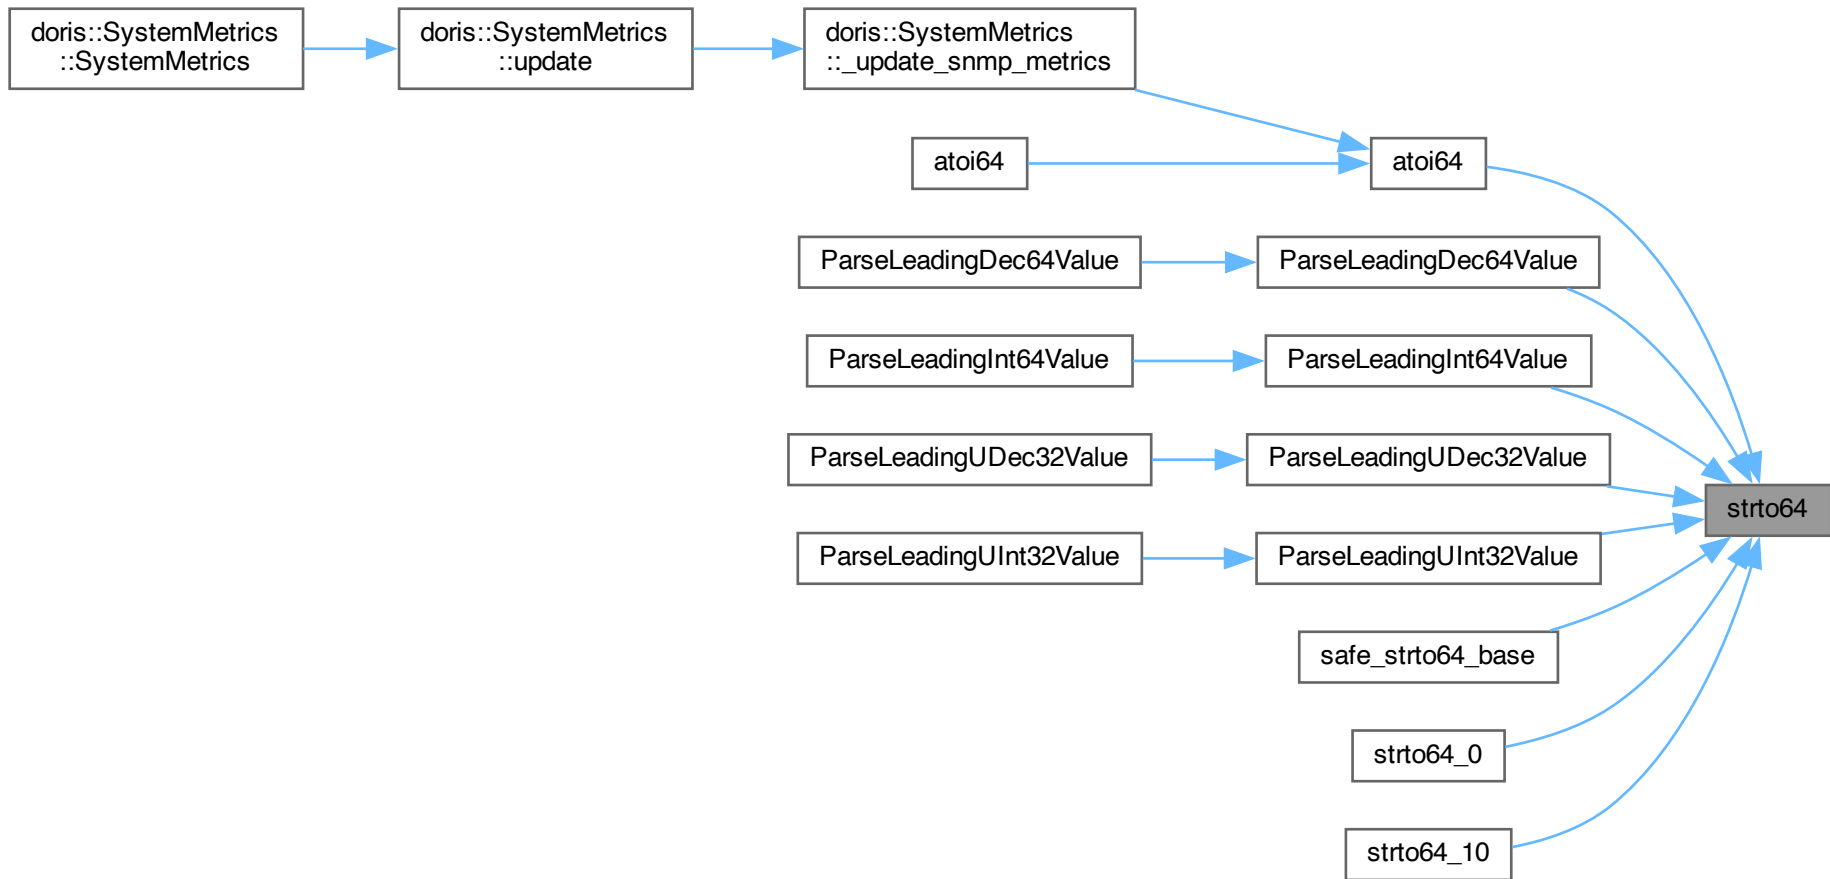 doris::SystemMetrics
::SystemMetrics
doris::SystemMetrics
::update
doris::SystemMetrics
::_update_snmp_metrics
atoi64
atoi64
ParseLeadingDec64Value
ParseLeadingDec64Value
ParseLeadingInt64Value
ParseLeadingInt64Value
ParseLeadingUDec32Value
ParseLeadingUDec32Value
strto64
ParseLeadingUInt32Value
ParseLeadingUInt32Value
safe_strto64_base
strto64_0
strto64_10